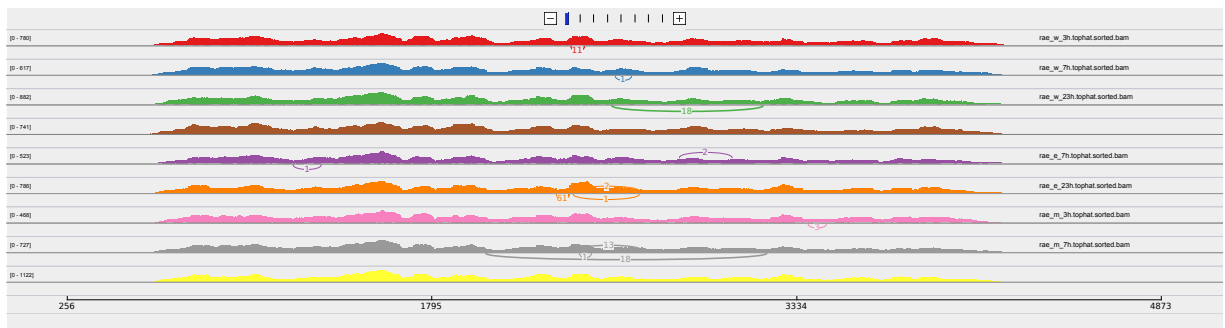 [0 - 780] rae_w_3h.tophat.sorted.bam
11
[0 - 617] rae_w_7h.tophat.sorted.bam
1
[0 - 882] rae_w_23h.tophat.sorted.bam
18
[0 - 741]
[0 - 523] rae_e_7h.tophat.sorted.bam
2
1
[0 - 786] rae_e_23h.tophat.sorted.bam
2
61 1
[0 - 468] rae_m_3h.tophat.sorted.bam
3
[0 - 727] rae_m_7h.tophat.sorted.bam
13
1 18
[0 - 1122]
256 1795 3334 4873